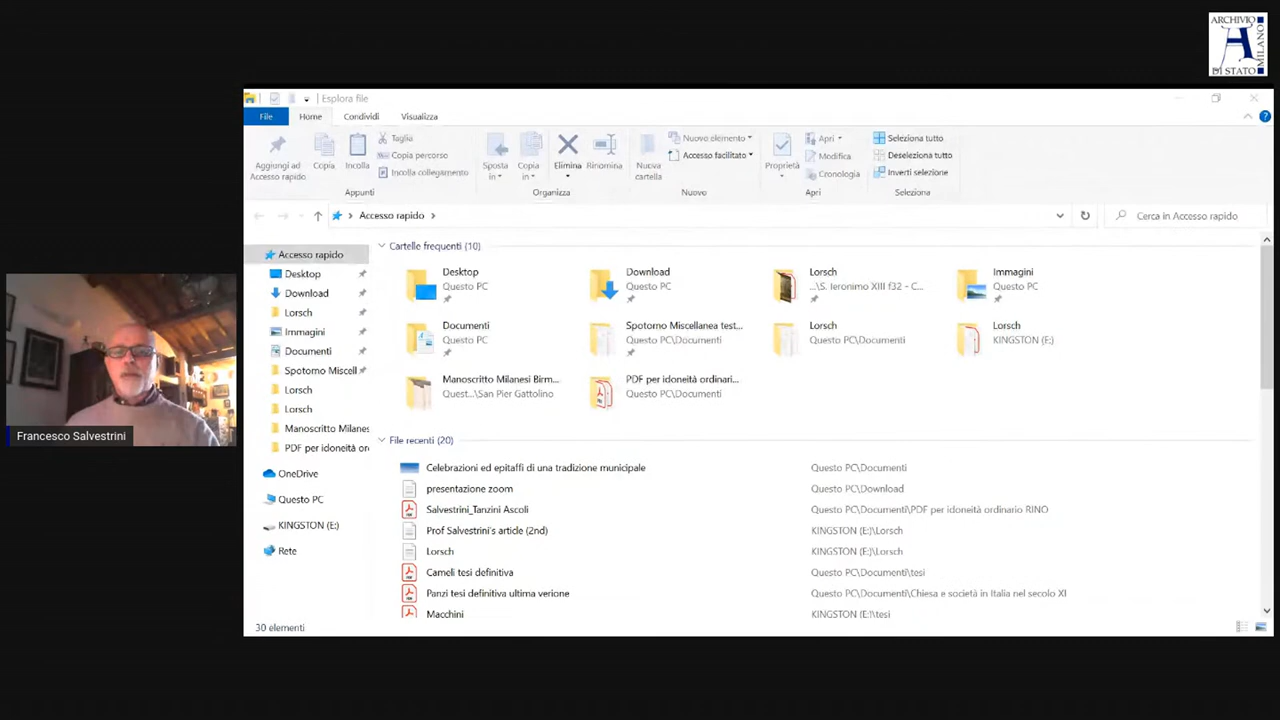 ARCHIVIO
DI STATO
MILANO
Esplora file
File Home Condividi Visualizza
Aggiungi ad
Accesso rapido
Copia
Incolla
Taglia
Copia percorso
Incolla collegamento
Appunti
Sposta
in
Copia
in
Elimina
Rinomina
Organizza
Nuova
cartella
Nuovo elemento
Accesso facilitato
Nuovo
Proprietà
Apri
Modifica
Cronologia
Apri
Seleziona tutto
Deseleziona tutto
Inverti selezione
Seleziona
Accesso rapido
Cerca in Accesso rapido
Accesso rapido
Desktop
Download
Lorsch
Immagini
Documenti
Spotorno Miscell
Lorsch
Lorsch
Manoscritto Milanes
PDF per idoneità ord
OneDrive
Questo PC
KINGSTON (E:)
Rete
Cartelle frequenti (10)
Desktop
Questo PC
Download
Questo PC
Lorsch
...\S. Ieronimo XIII f32 - C...
Immagini
Questo PC
Documenti
Questo PC
Spotorno Miscellanea test...
Questo PC\Documenti
Lorsch
Questo PC\Documenti
Lorsch
KINGSTON (E:)
Manoscritto Milanesi Birm...
Quest...\San Pier Gattolino
PDF per idoneità ordinari...
Questo PC\Documenti
File recenti (20)
Celebrazioni ed epitaffi di una tradizione municipale Questo PC\Documenti
presentazione zoom Questo PC\Download
Salvestrini_Tanzini Ascoli Questo PC\Documenti\PDF per idoneità ordinario RINO
Prof Salvestrini's article (2nd) KINGSTON (E:)\Lorsch
Lorsch KINGSTON (E:)\Lorsch
Cameli tesi definitiva Questo PC\Documenti\tesi
Panzi tesi definitiva ultima verione Questo PC\Documenti\Chiesa e società in Italia nel secolo XI
Macchini KINGSTON (E:)\tesi
30 elementi
Francesco Salvestrini